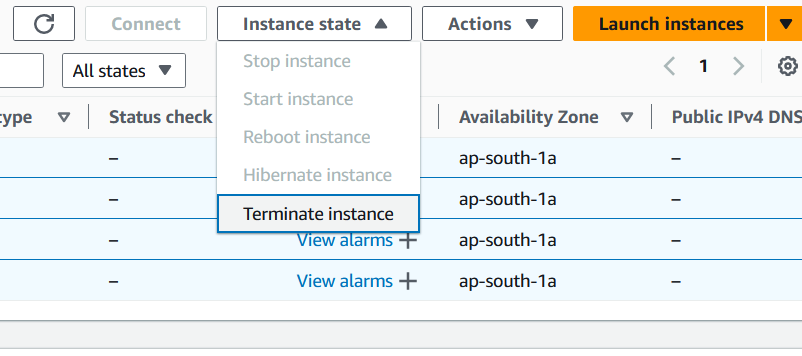 Connect Instance state Actions Launch instances
All states 1
Stop instance
Start instance
type Status check Availability Zone Public IPv4 DNS
Reboot instance
– ap-south-1a –
Hibernate instance
– ap-south-1a –
Terminate instance
– View alarms + ap-south-1a –
– View alarms + ap-south-1a –